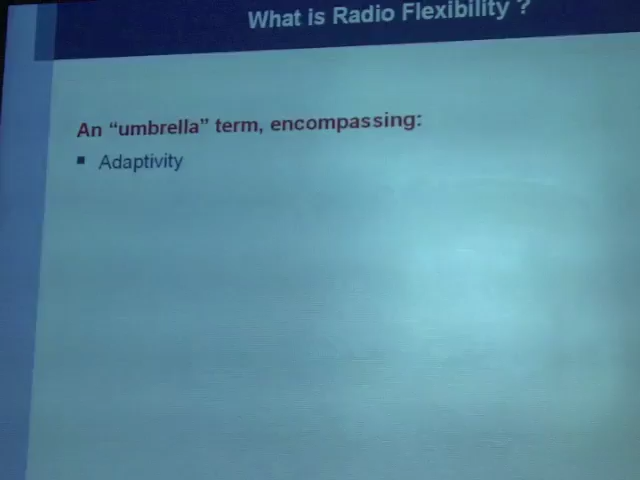 What is Radio Flexibility ?
An “umbrella” term, encompassing:
▪ Adaptivity